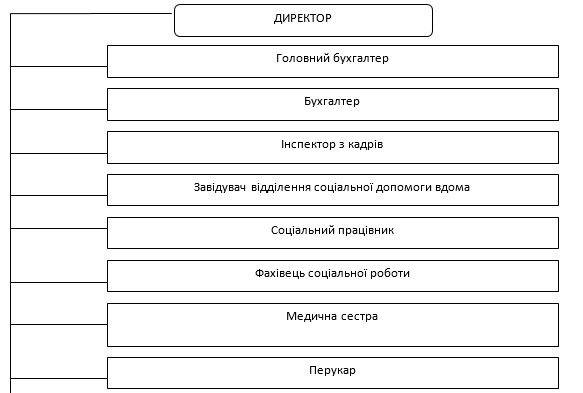 ДИРЕКТОР
Головний бухгалтер
Бухгалтер
Інспектор з кадрів
Завідувач відділення соціальної допомоги вдома
Соціальний працівник
Фахівець соціальної роботи
Медична сестра
Перукар